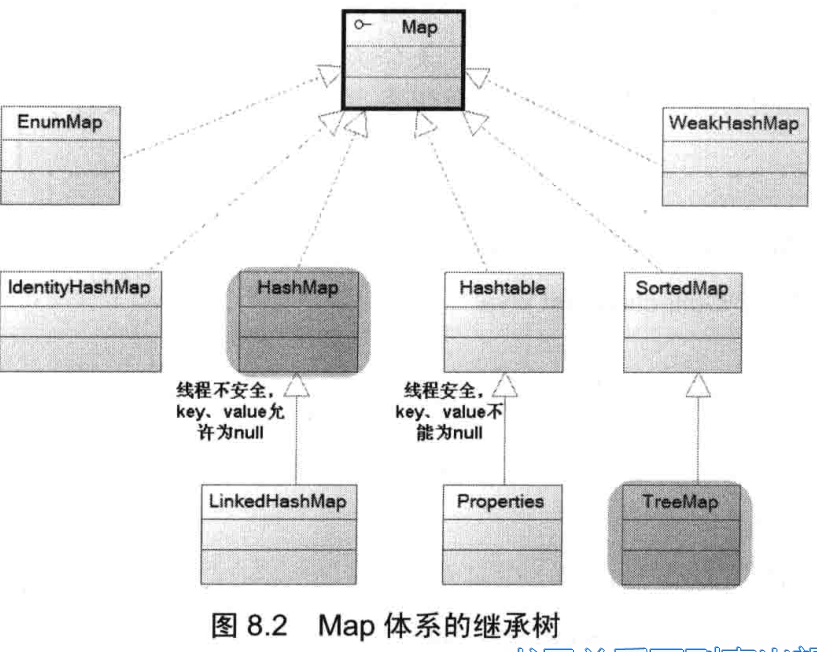 Map
EnumMap
WeakHashMap
IdentityHashMap
HashMap
Hashtable
SortedMap
线程不安全，
key、value允
许为null
线程安全，
key、value不
能为null
LinkedHashMap
Properties
TreeMap
图 8.2 Map 体系的继承树